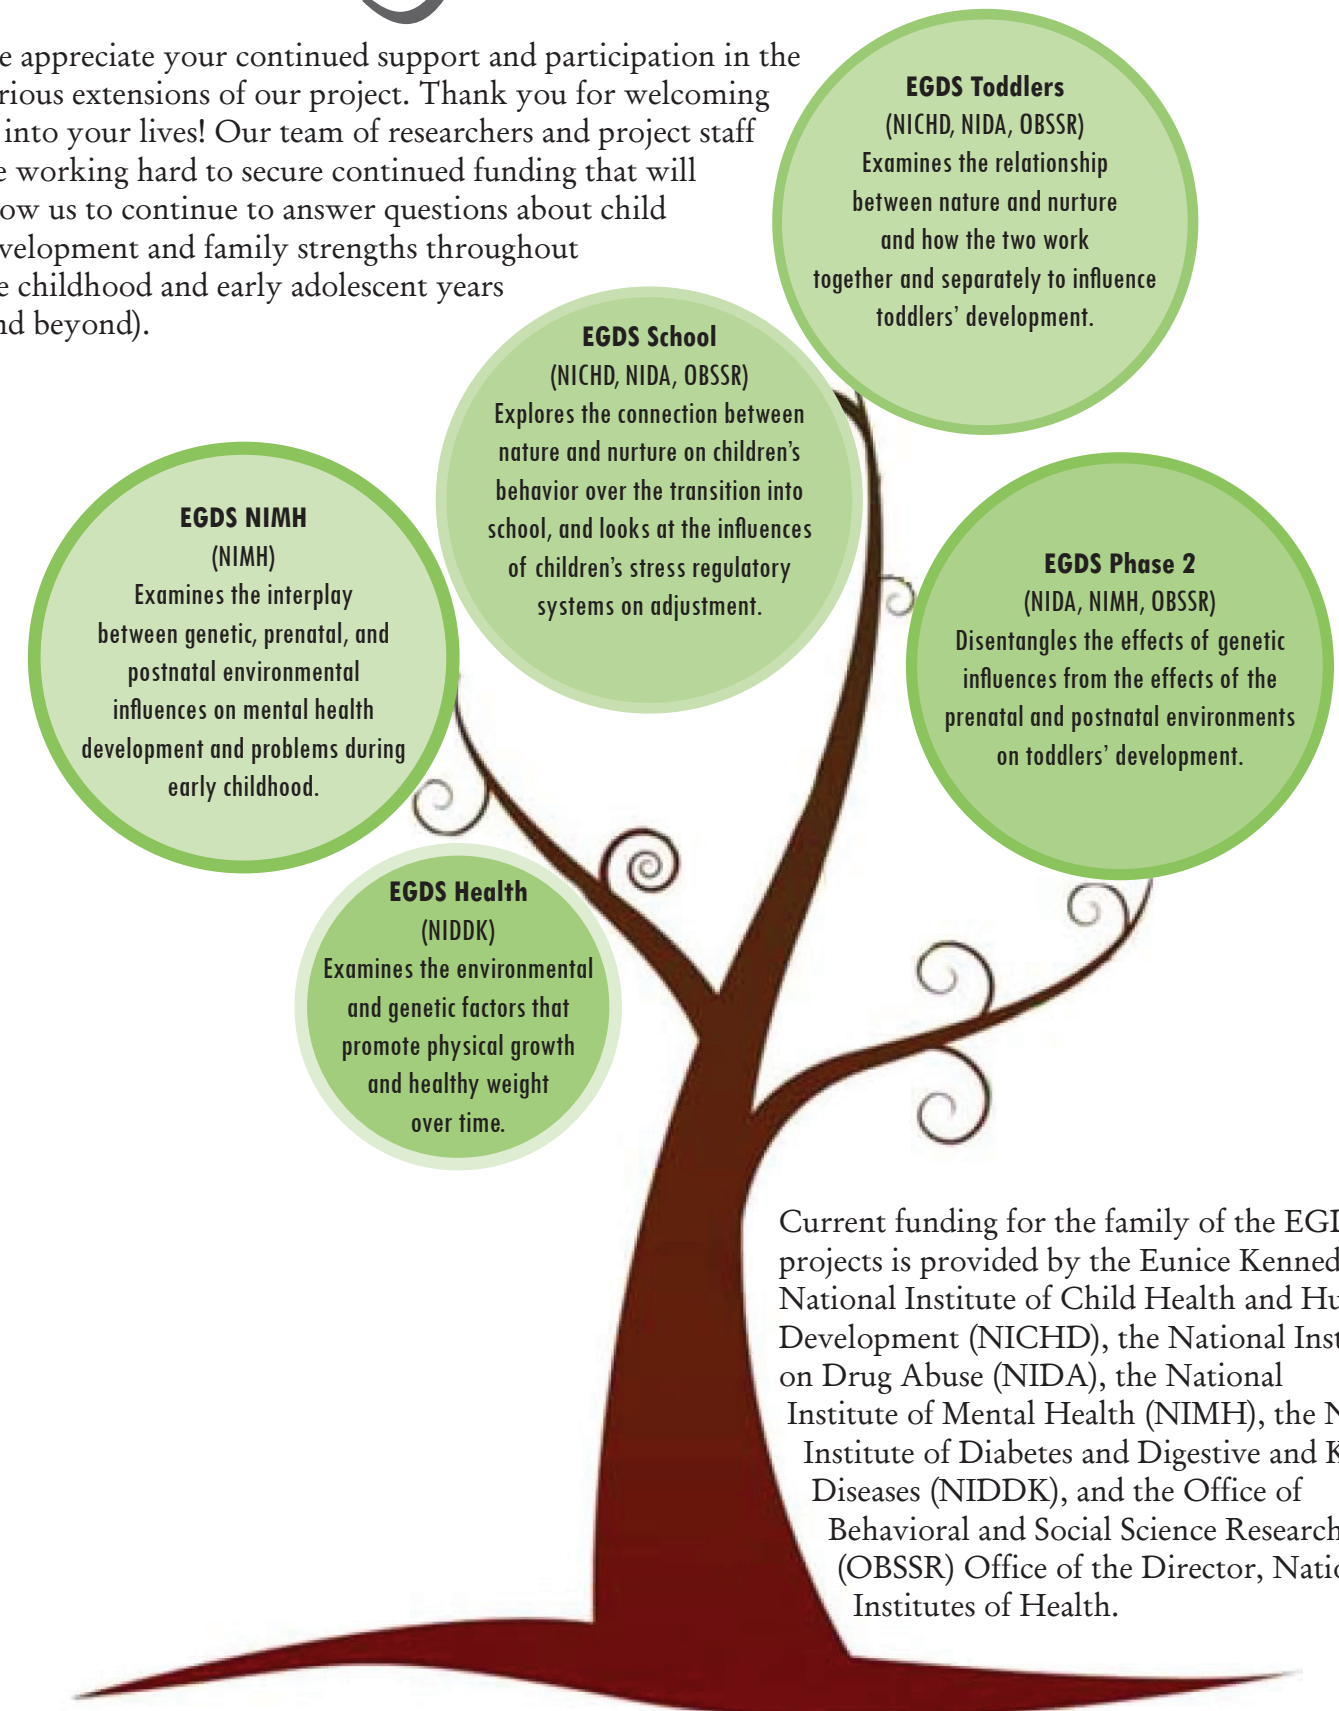 e appreciate your continued support and participation in the
rious extensions of our project. Thank you for welcoming
into your lives! Our team of researchers and project staff
e working hard to secure continued funding that will
ow us to continue to answer questions about child
velopment and family strengths throughout
e childhood and early adolescent years
nd beyond).
EGDS Toddlers
(NICHD, NIDA, OBSSR)
Examines the relationship
between nature and nurture
and how the two work
together and separately to influence
toddlers’ development.
EGDS School
(NICHD, NIDA, OBSSR)
Explores the connection between
nature and nurture on children’s
behavior over the transition into
school, and looks at the influences
of children’s stress regulatory
systems on adjustment.
EGDS NIMH
(NIMH)
Examines the interplay
between genetic, prenatal, and
postnatal environmental
influences on mental health
development and problems during
early childhood.
EGDS Phase 2
(NIDA, NIMH, OBSSR)
Disentangles the effects of genetic
influences from the effects of the
prenatal and postnatal environments
on toddlers’ development.
EGDS Health
(NIDDK)
Examines the environmental
and genetic factors that
promote physical growth
and healthy weight
over time.
Current funding for the family of the EGD
projects is provided by the Eunice Kenned
National Institute of Child Health and Hu
Development (NICHD), the National Inst
on Drug Abuse (NIDA), the National
Institute of Mental Health (NIMH), the N
Institute of Diabetes and Digestive and K
Diseases (NIDDK), and the Office of
Behavioral and Social Science Research
(OBSSR) Office of the Director, Natio
Institutes of Health.